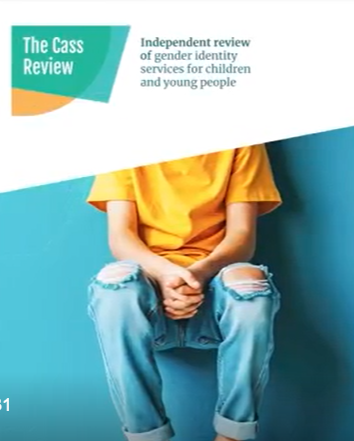 The Cass
Review
Independent review
of gender identity
services for children
and young people